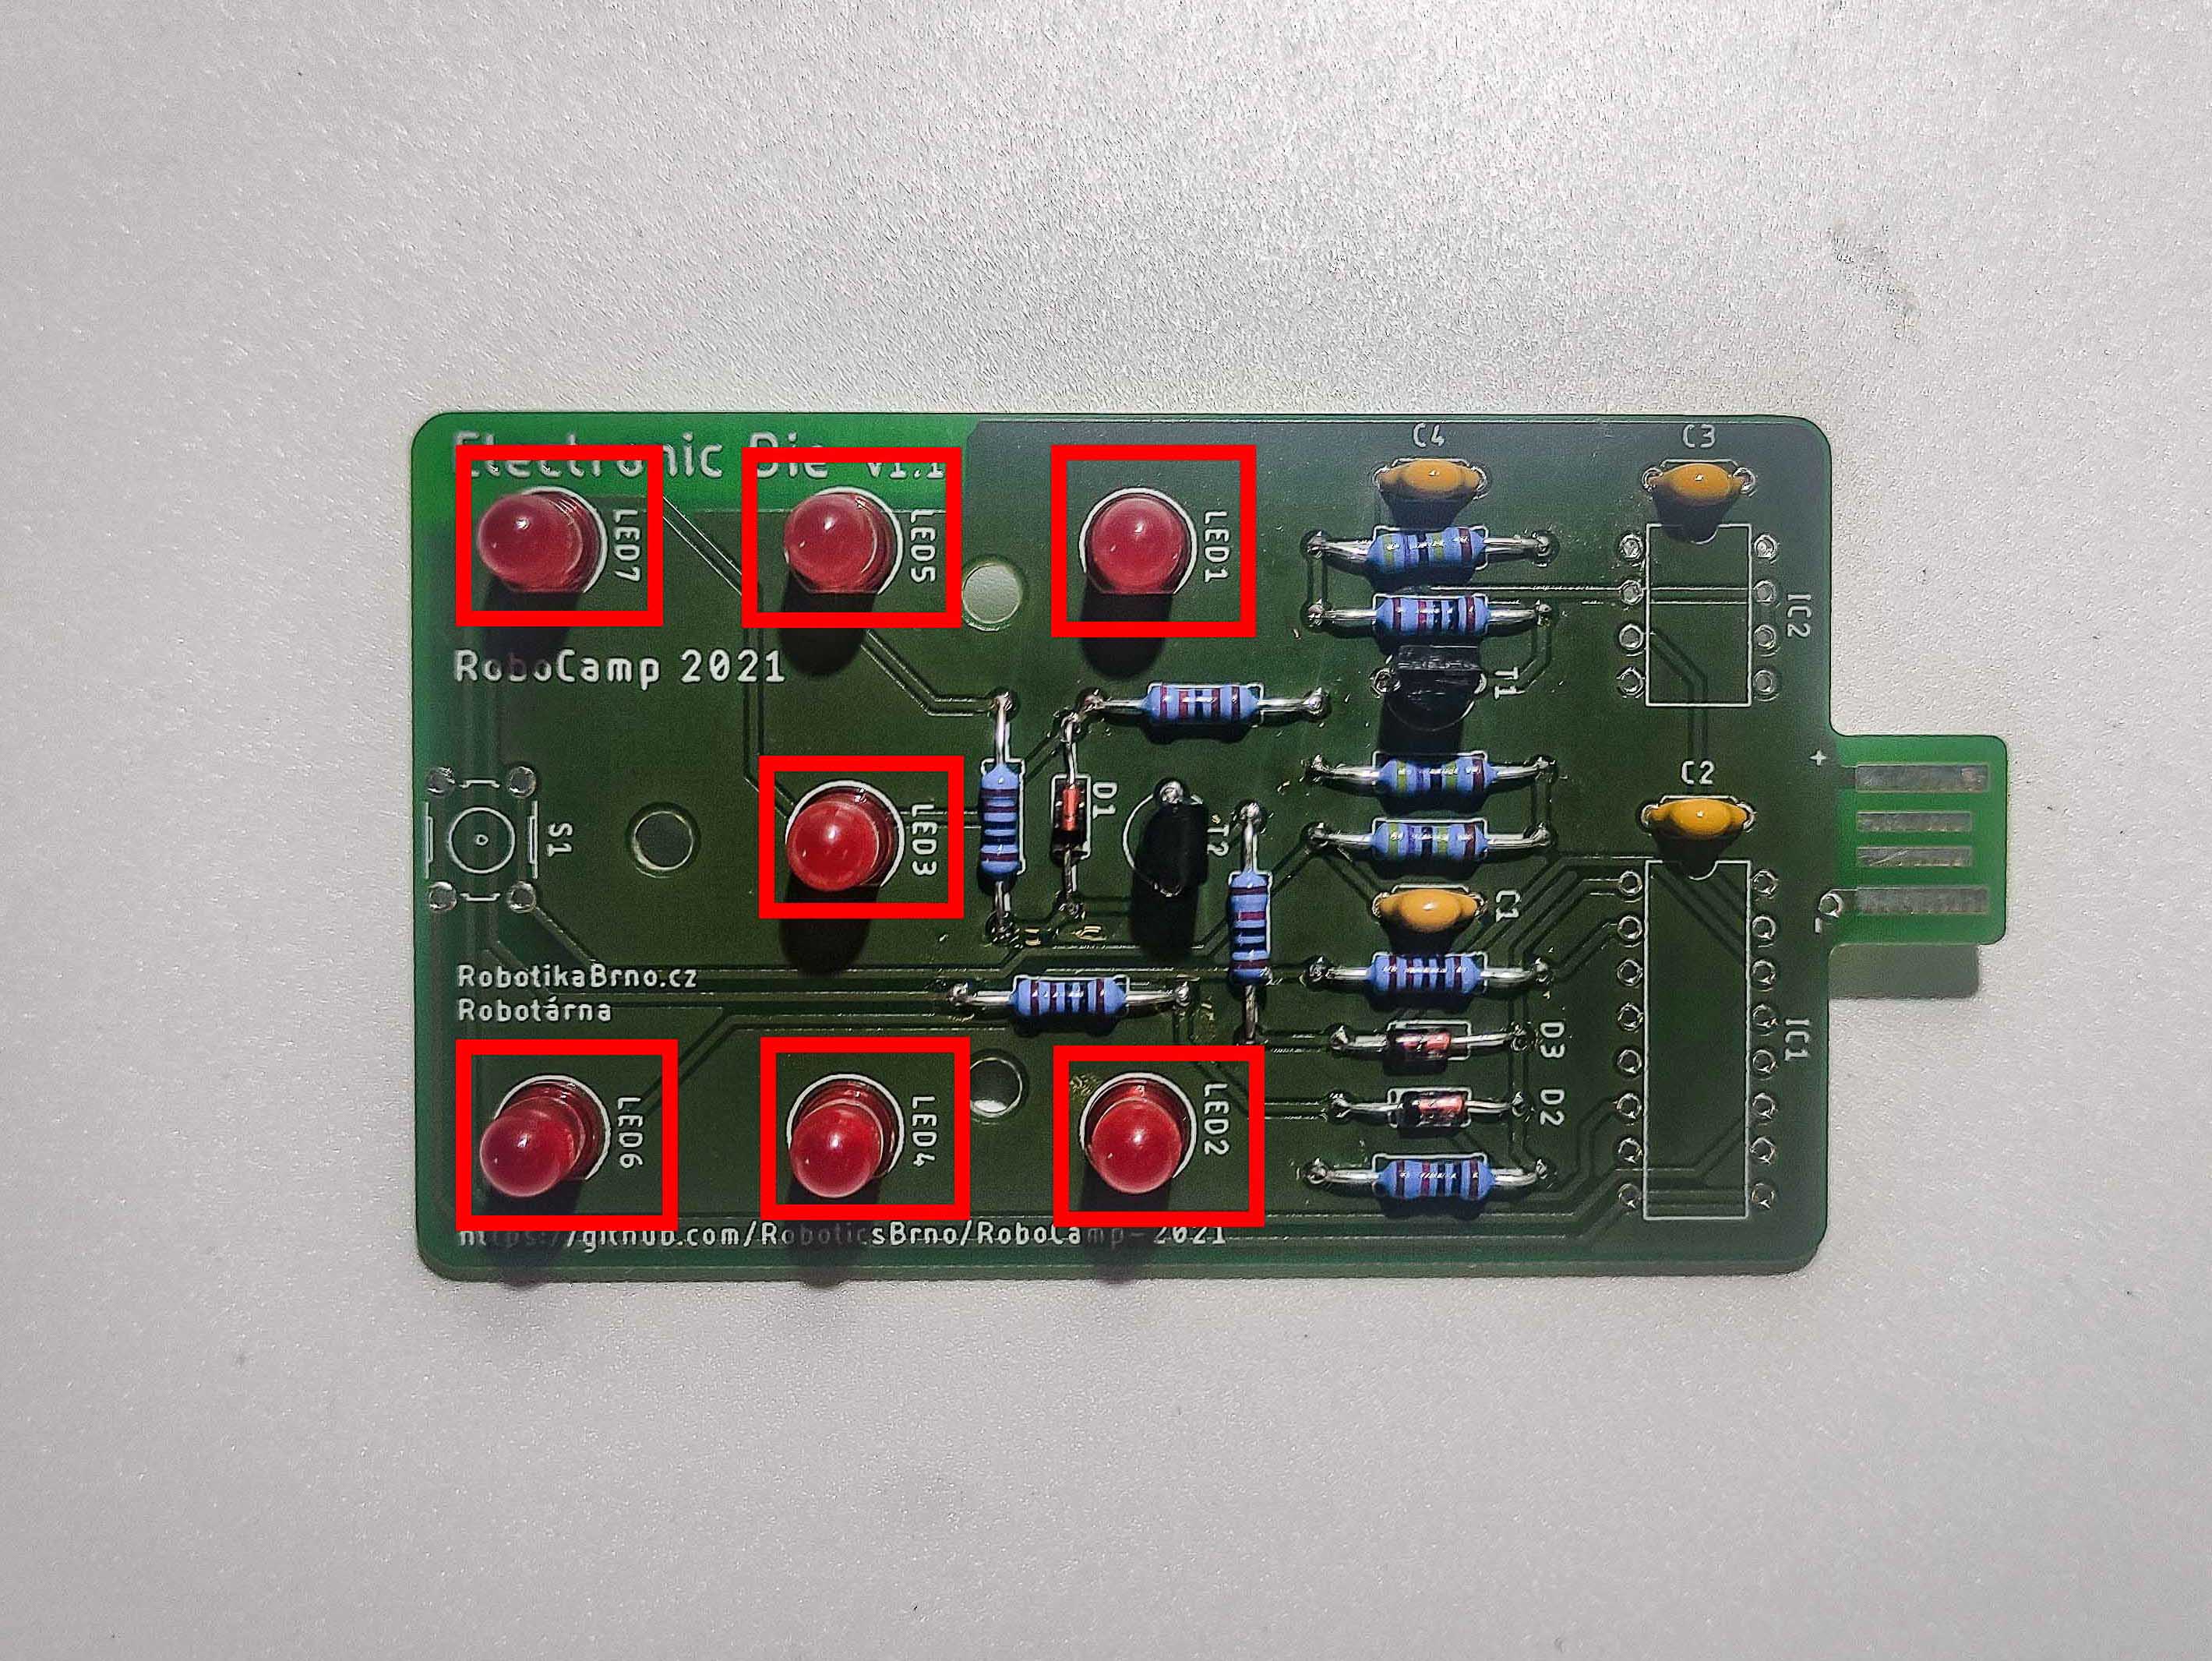 Electronic Die v1.1
C4
C3
LED7
LED5
LED1
IC2
RoboCamp 2021
T1
+
C2
S1
LED3
D1
T2
C1
RobotikaBrno.cz
Robotárna
D3
IC1
LED6
LED4
LED2
D2
https://github.com/RoboticsBrno/RoboCamp-2021